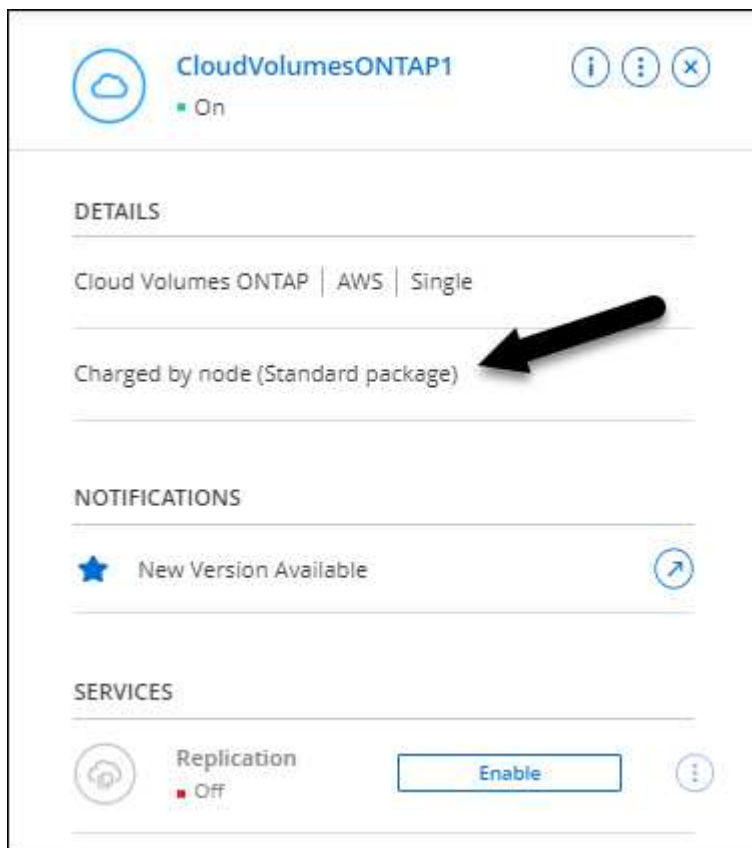 CloudVolumesONTAP1
On
DETAILS
Cloud Volumes ONTAP | AWS | Single
Charged by node (Standard package)
NOTIFICATIONS
New Version Available
SERVICES
Replication
Enable
Off